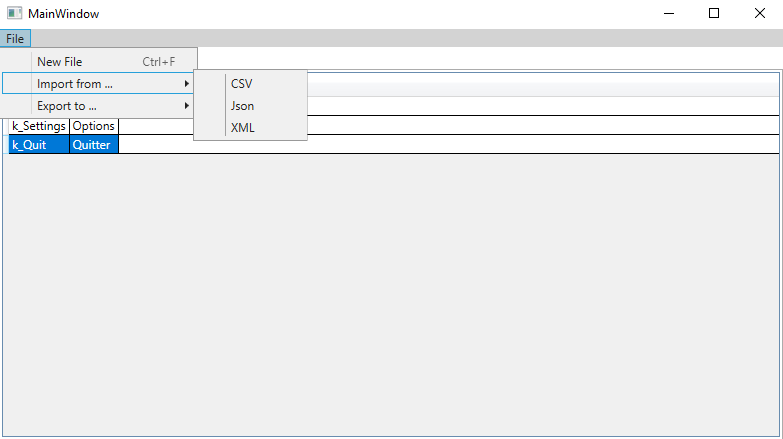 MainWindow
File
New File Ctrl+F
Import from ...
Export to ...
CSV
Json
XML
k_Settings Options
k_Quit Quitter